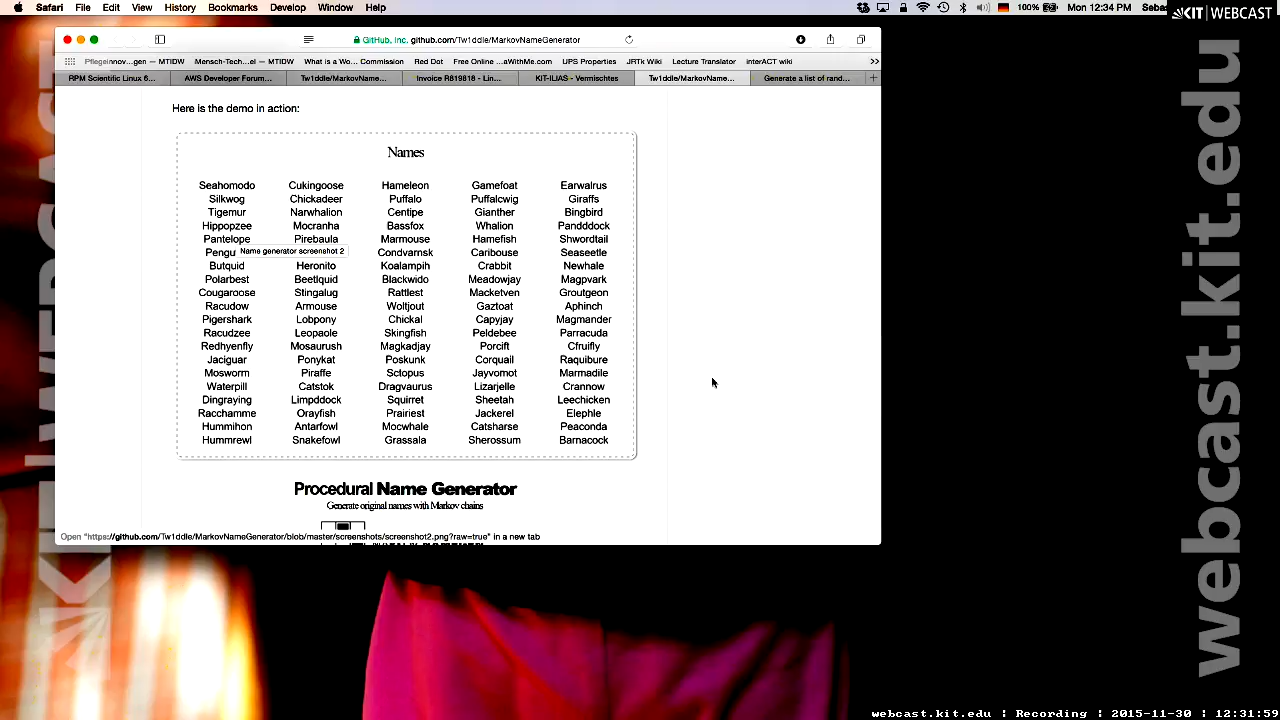 Safari File Edit View History Bookmarks Develop Window Help 100% Mon 12:34 PM Sebas
KIT WEBCAST
GitHub, Inc. github.com/Tw1ddle/MarkovNameGenerator
Pflegeinnov...gen — MTIDW Mensch-Tech...el — MTIDW What is a Wo... Commission Red Dot Free Online ...aWithMe.com UPS Properties JRTk Wiki Lecture Translator interACT wiki >>
RPM Scientific Linux 6... AWS Developer Forum... Tw1ddle/MarkovName... Invoice R819818 - Lin... KIT-ILIAS - Vermischtes Tw1ddle/MarkovName... Generate a list of rand... +
Here is the demo in action:
Names
Seahomodo Cukingoose Hameleon Gamefoat Earwalrus
Silkwog Chickadeer Puffalo Puffalcwig Giraffs
Tigemur Narwhalion Centipe Gianther Bingbird
Hippopzee Mocranha Bassfox Whalion Pandddock
Pantelope Pirebaula Marmouse Hamefish Shwordtail
Pengu Name generator screenshot 2 Condvarnsk Caribouse Seaseetle
Butquid Heronito Koalampih Crabbit Newhale
Polarbest Beetlquid Blackwido Meadowjay Magpvark
Cougaroose Stingalug Rattlest Macketven Groutgeon
Racudow Armouse Woltjout Gaztoat Aphinch
Pigershark Lobpony Chickal Capyjay Magmander
Racudzee Leopaole Skingfish Peldebee Parracuda
Redhyenfly Mosaurush Magkadjay Porcift Cfruifly
Jaciguar Ponykat Poskunk Corquail Raquibure
Mosworm Piraffe Sctopus Jayvomot Marmadile
Waterpill Catstok Dragvaurus Lizarjelle Crannow
Dingraying Limpddock Squirret Sheetah Leechicken
Racchamme Orayfish Prairiest Jackerel Elephle
Hummihon Antarfowl Mocwhale Catsharse Peaconda
Hummrewl Snakefowl Grassala Sherossum Barnacock
Procedural Name Generator
Generate original names with Markov chains
Open "https://github.com/Tw1ddle/MarkovNameGenerator/blob/master/screenshots/screenshot2.png?raw=true" in a new tab
KIT WEBCAST
webcast.kit.edu
webcast.kit.edu | Recording | 2015-11-30 | 12:31:59